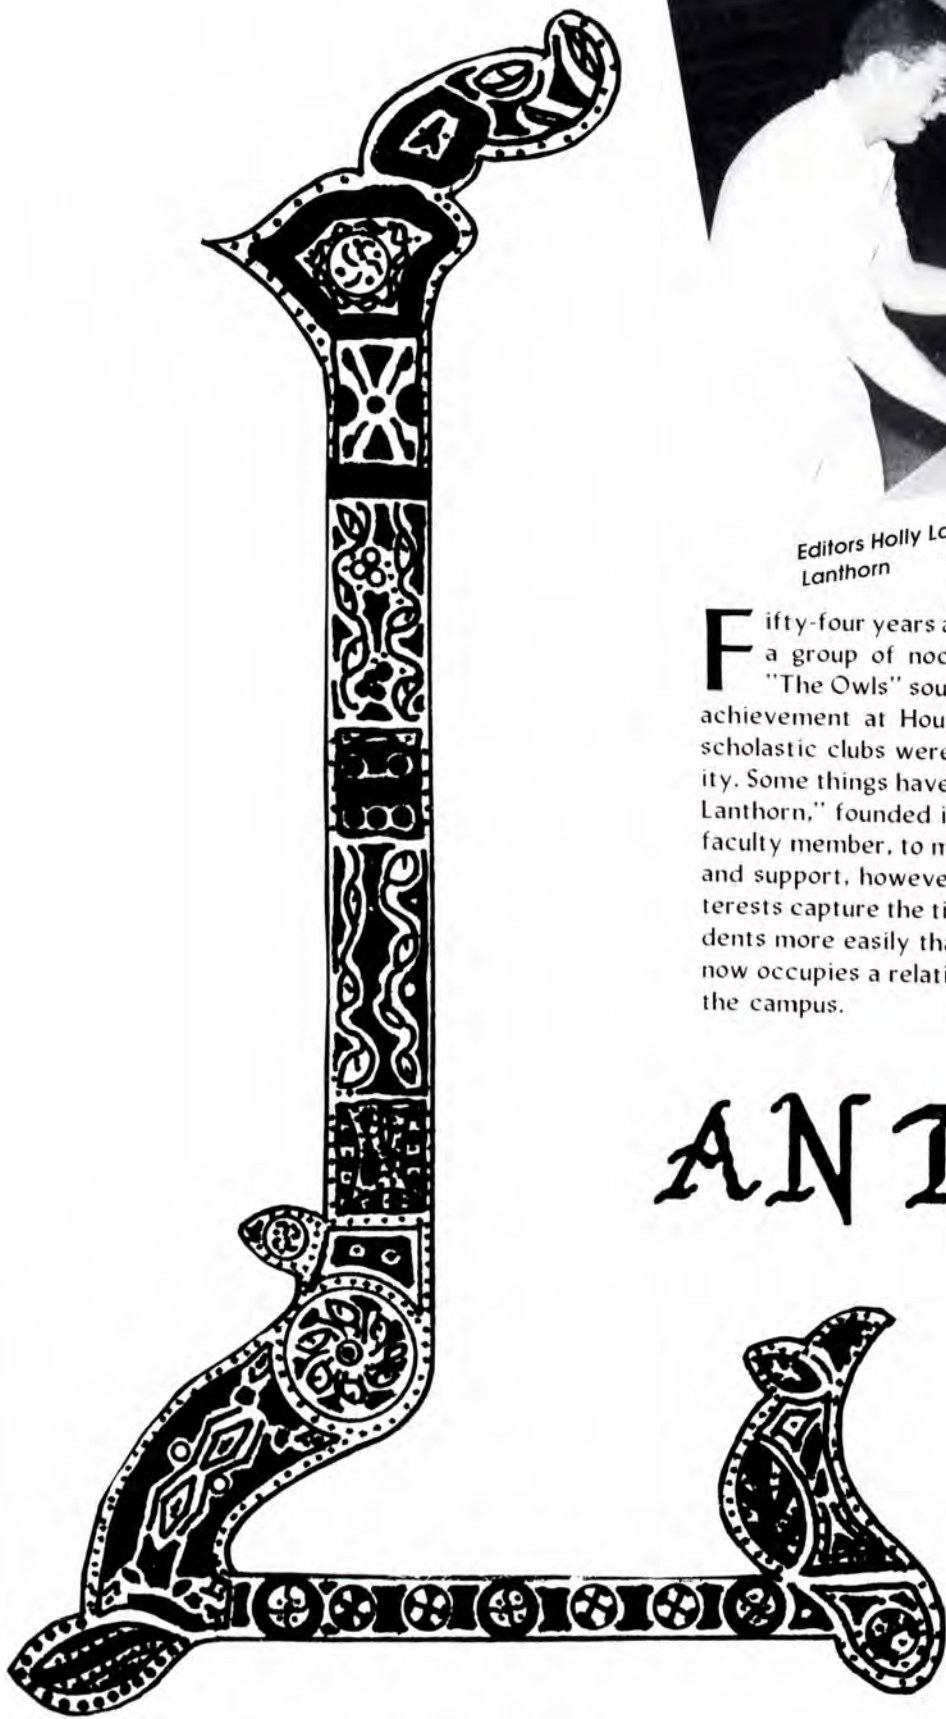 Editors Holly La
Lanthorn
Fifty-four years a
a group of noc
"The Owls" sou
achievement at Hou
scholastic clubs were
ity. Some things have
Lanthorn," founded i
faculty member, to m
and support, howeve
terests capture the ti
dents more easily tha
now occupies a relati
the campus.
L
AN